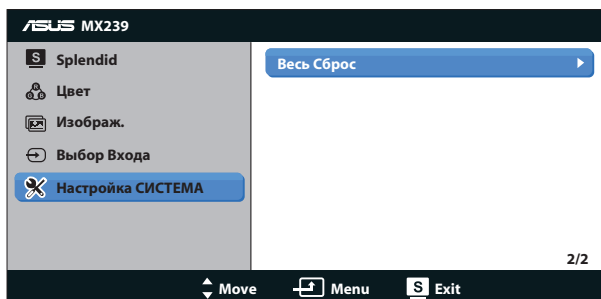 ASUS MX239
S Splendid
Цвет
Изображ.
Выбор Входа
Настройка СИСТЕМА
Весь Сброс
2/2
Move Menu S Exit